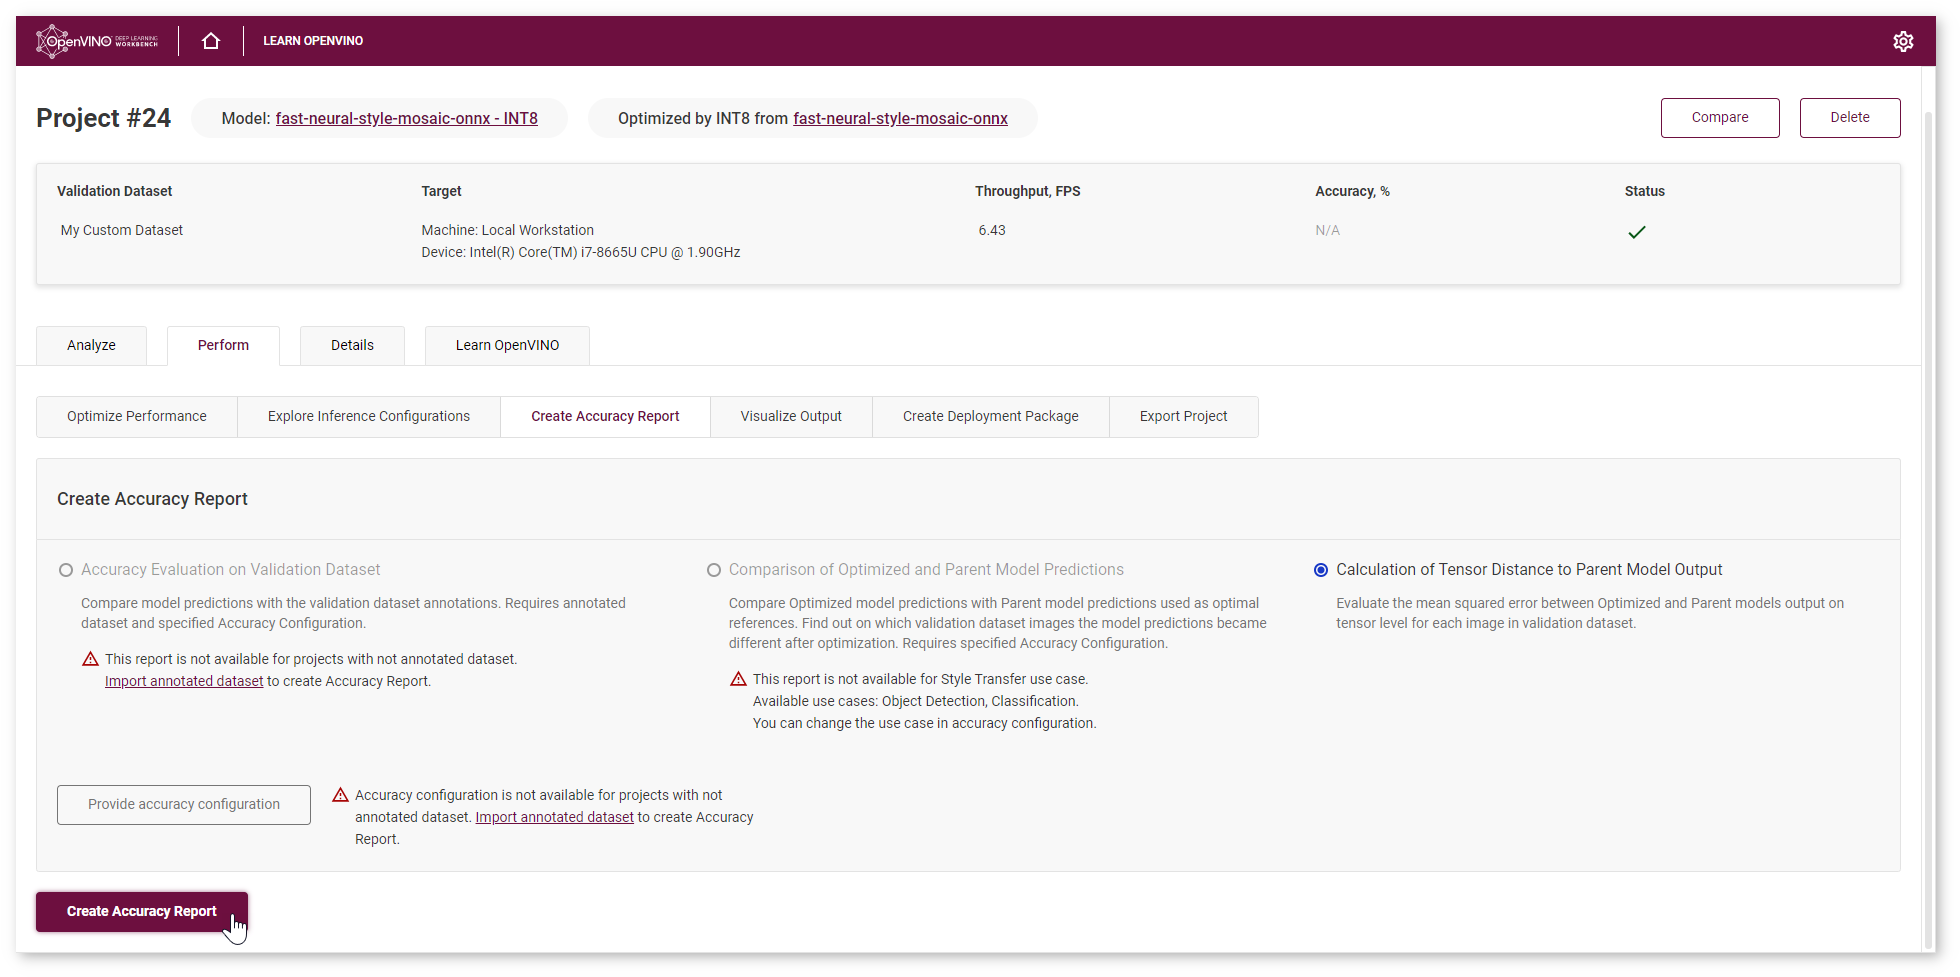 OpenVINO™ DEEP LEARNING WORKBENCH
LEARN OPENVINO
Project #24
Model: fast-neural-style-mosaic-onnx - INT8
Optimized by INT8 from fast-neural-style-mosaic-onnx
Compare
Delete
Validation Dataset
Target
Throughput, FPS
Accuracy, %
Status
My Custom Dataset
Machine: Local Workstation
Device: Intel(R) Core(TM) i7-8665U CPU @ 1.90GHz
6.43
N/A
Analyze
Perform
Details
Learn OpenVINO
Optimize Performance
Explore Inference Configurations
Create Accuracy Report
Visualize Output
Create Deployment Package
Export Project
Create Accuracy Report
Accuracy Evaluation on Validation Dataset
Compare model predictions with the validation dataset annotations. Requires annotated
dataset and specified Accuracy Configuration.
This report is not available for projects with not annotated dataset.
Import annotated dataset to create Accuracy Report.
Comparison of Optimized and Parent Model Predictions
Compare Optimized model predictions with Parent model predictions used as optimal
references. Find out on which validation dataset images the model predictions became
different after optimization. Requires specified Accuracy Configuration.
This report is not available for Style Transfer use case.
Available use cases: Object Detection, Classification.
You can change the use case in accuracy configuration.
Calculation of Tensor Distance to Parent Model Output
Evaluate the mean squared error between Optimized and Parent models output on
tensor level for each image in validation dataset.
Provide accuracy configuration
Accuracy configuration is not available for projects with not
annotated dataset. Import annotated dataset to create Accuracy
Report.
Create Accuracy Report